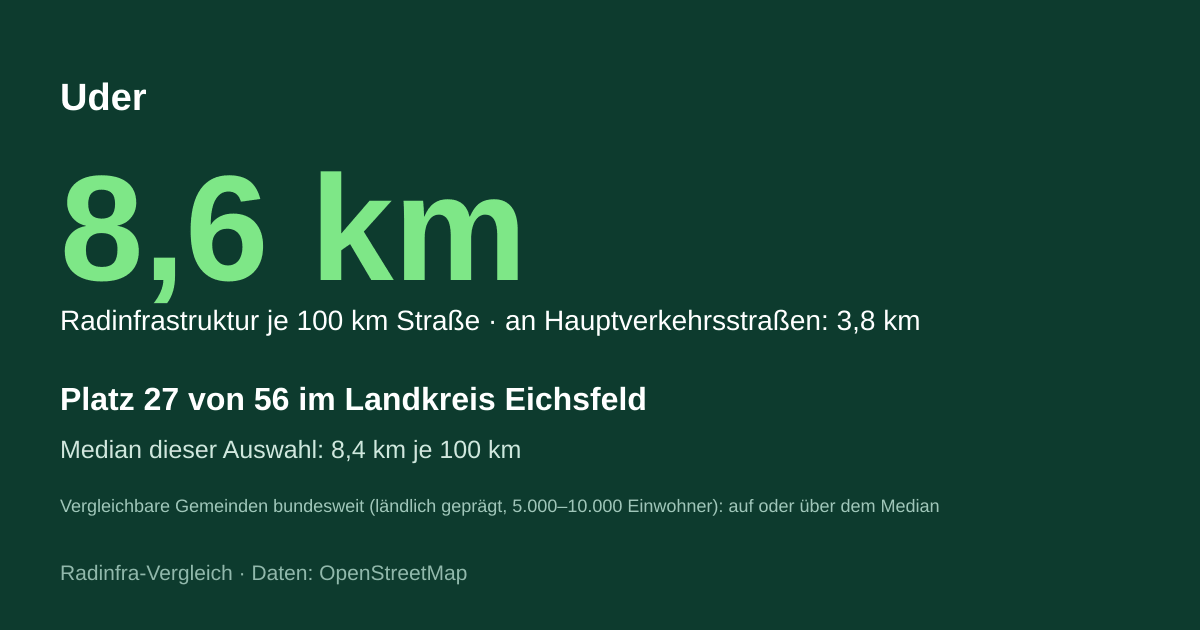 Uder
8,6 km
Radinfrastruktur je 100 km Straße · an Hauptverkehrsstraßen: 3,8 km
Platz 27 von 56 im Landkreis Eichsfeld
Median dieser Auswahl: 8,4 km je 100 km
Vergleichbare Gemeinden bundesweit (ländlich geprägt, 5.000–10.000 Einwohner): auf oder über dem Median
Radinfra-Vergleich · Daten: OpenStreetMap